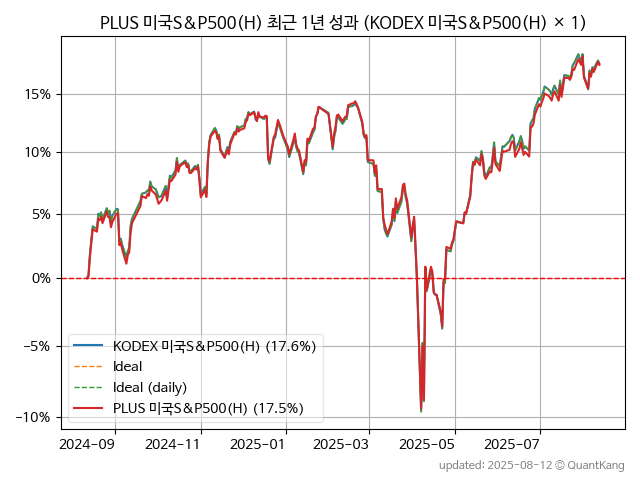 PLUS 미국S&P500(H) 최근 1년 성과 (KODEX 미국S&P500(H) × 1)
15%
10%
5%
0%
−5%
−10%
KODEX 미국S&P500(H) (17.6%)
Ideal
Ideal (daily)
PLUS 미국S&P500(H) (17.5%)
2024−09 2024−11 2025−01 2025−03 2025−05 2025−07
updated: 2025−08−12 © QuantKang